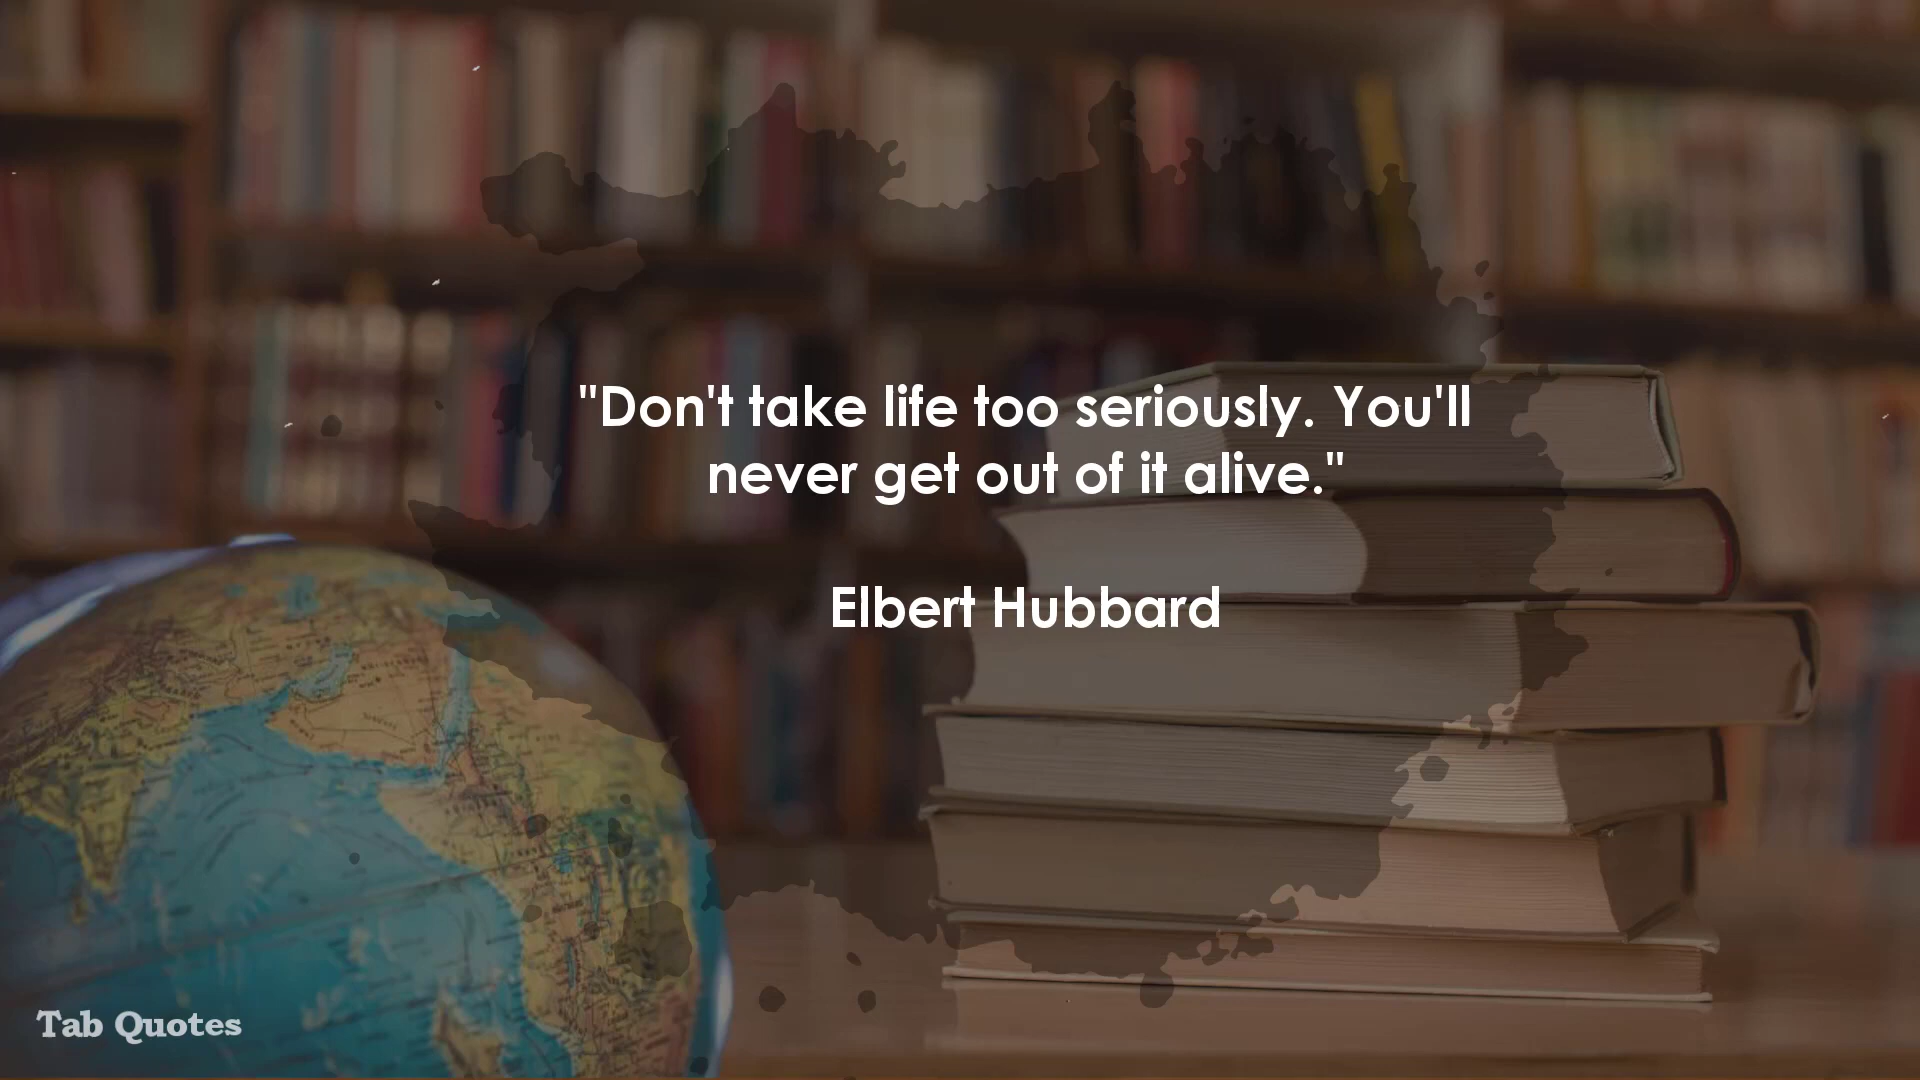 "Don't take life too seriously. You'll
never get out of it alive."
Elbert Hubbard
Tab Quotes